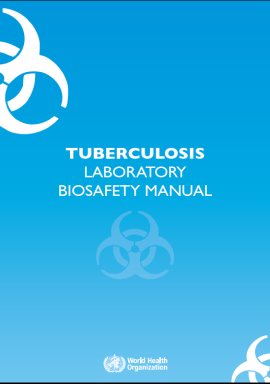 TUBERCULOSIS
LABORATORY
BIOSAFETY MANUAL
World Health
Organization